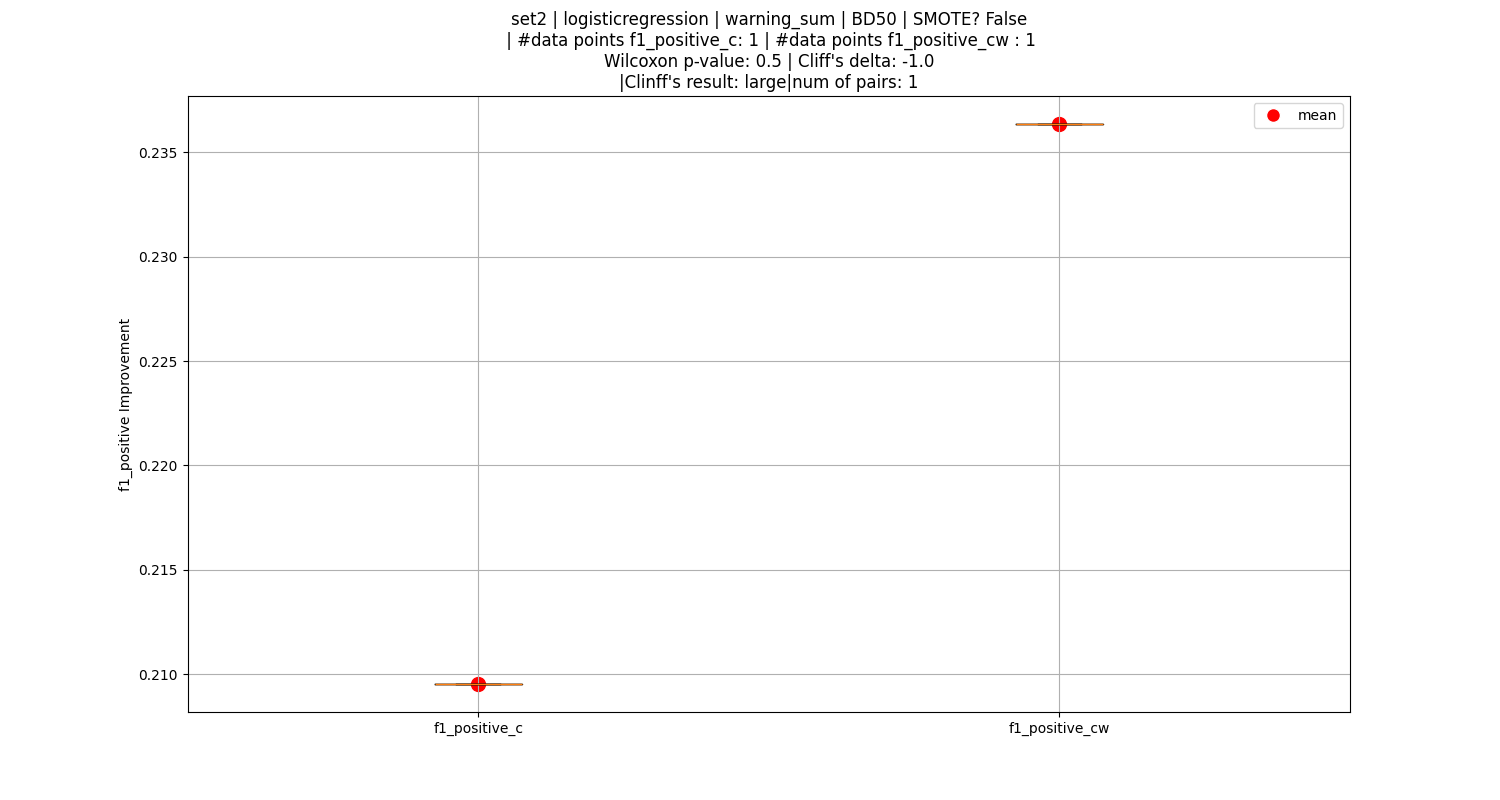 set2 | logisticregression | warning_sum | BD50 | SMOTE? False
| #data points f1_positive_c: 1 | #data points f1_positive_cw : 1
Wilcoxon p-value: 0.5 | Cliff's delta: -1.0
|Clinff's result: large|num of pairs: 1
mean
0.235
0.230
0.225
0.220
0.215
0.210
f1_positive Improvement
f1_positive_c
f1_positive_cw